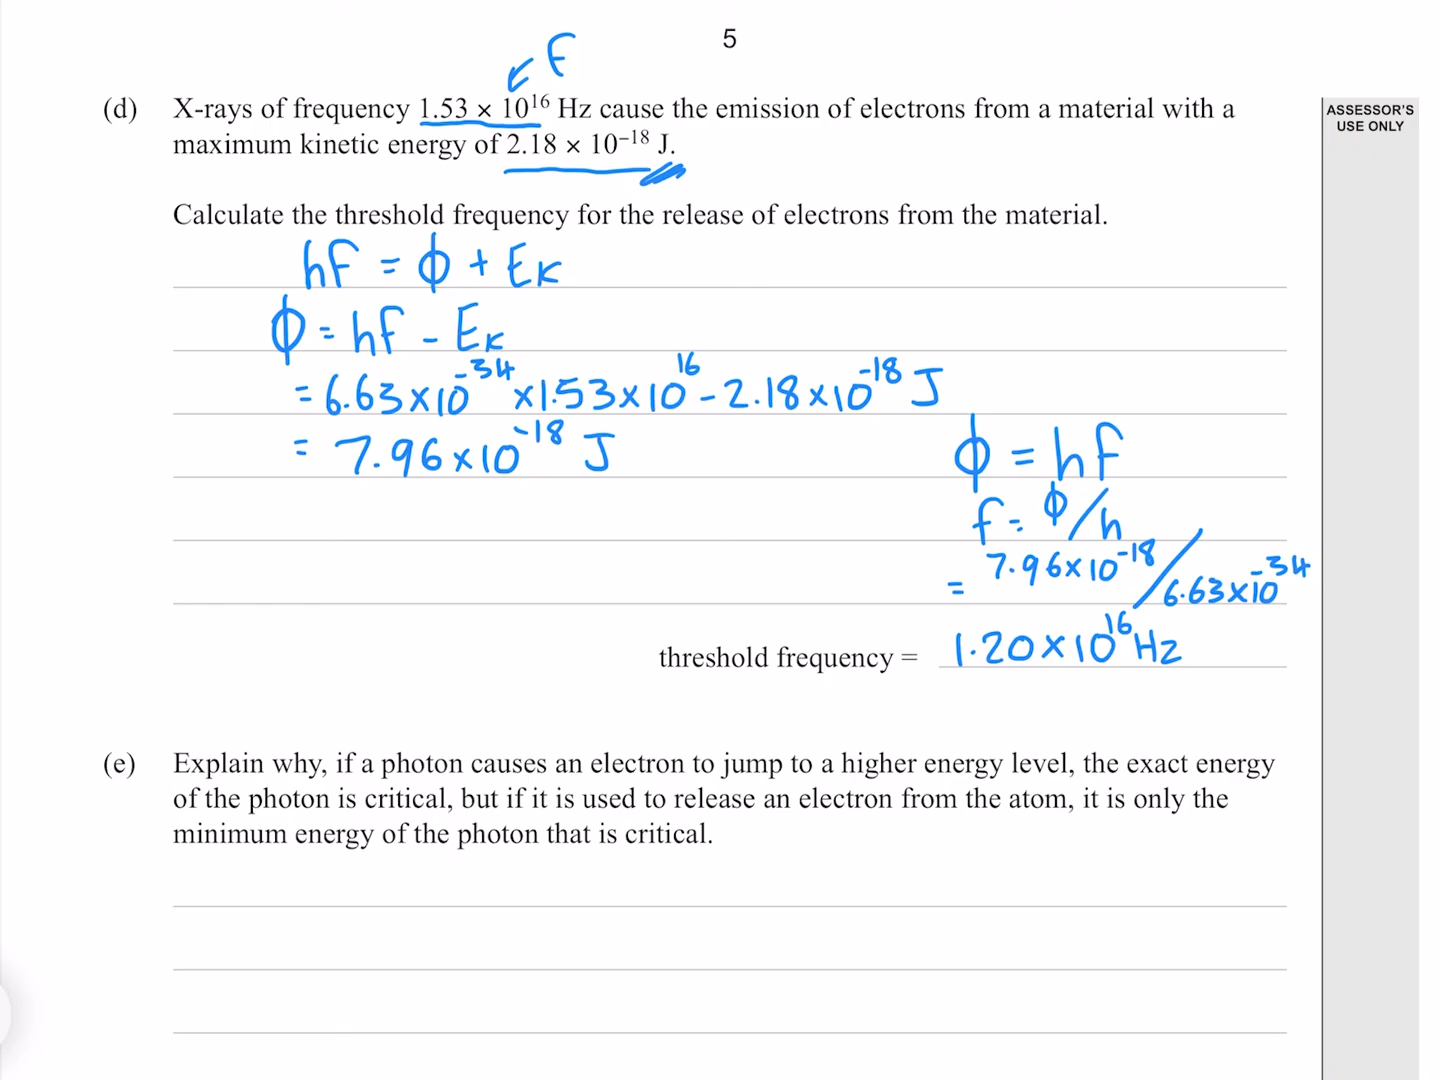 5
F
(d) X-rays of frequency 1.53 × 10¹⁶ Hz cause the emission of electrons from a material with a
maximum kinetic energy of 2.18 × 10⁻¹⁸ J.
ASSESSOR'S
USE ONLY
Calculate the threshold frequency for the release of electrons from the material.
hf = ϕ + EK
ϕ = hf - EK
= 6.63×10⁻³⁴ ×1.53×10¹⁶ - 2.18×10⁻¹⁸ J
= 7.96×10⁻¹⁸ J
ϕ = hf
f = ϕ/h
= 7.96×10⁻¹⁸/6.63×10⁻³⁴
threshold frequency = 1.20×10¹⁶ Hz
(e) Explain why, if a photon causes an electron to jump to a higher energy level, the exact energy
of the photon is critical, but if it is used to release an electron from the atom, it is only the
minimum energy of the photon that is critical.